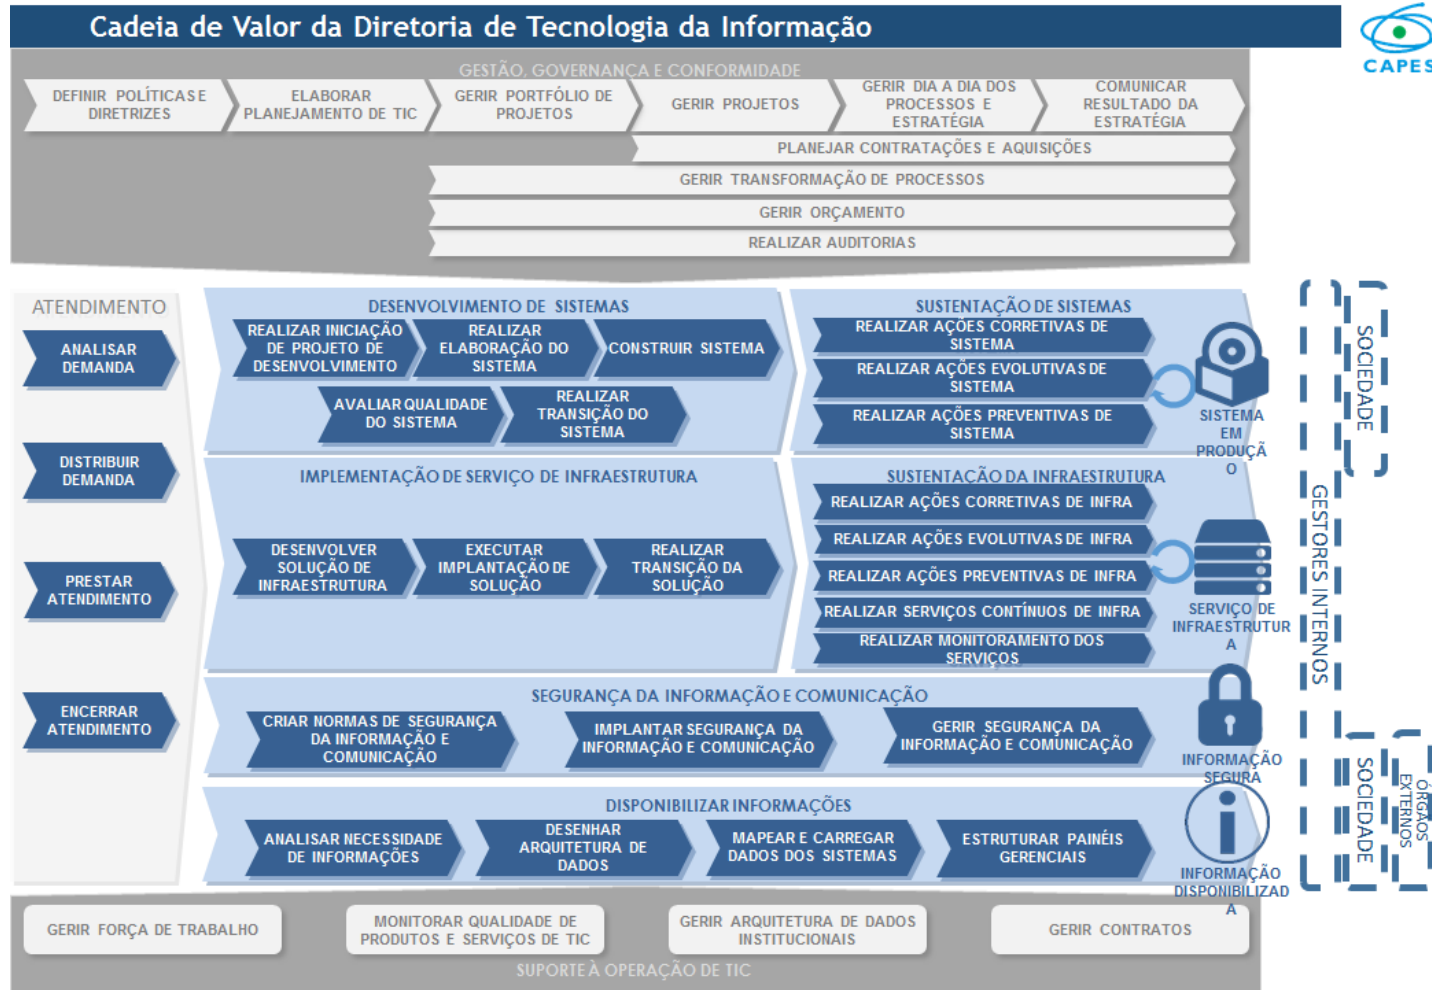 Cadeia de Valor da Diretoria de Tecnologia da Informação
CAPES
GESTÃO, GOVERNANÇA E CONFORMIDADE
DEFINIR POLÍTICAS E
DIRETRIZES
ELABORAR
PLANEJAMENTO DE TIC
GERIR PORTFÓLIO DE
PROJETOS
GERIR PROJETOS
GERIR DIA A DIA DOS
PROCESSOS E
ESTRATÉGIA
COMUNICAR
RESULTADO DA
ESTRATÉGIA
PLANEJAR CONTRATAÇÕES E AQUISIÇÕES
GERIR TRANSFORMAÇÃO DE PROCESSOS
GERIR ORÇAMENTO
REALIZAR AUDITORIAS
ATENDIMENTO
ANALISAR
DEMANDA
DISTRIBUIR
DEMANDA
PRESTAR
ATENDIMENTO
ENCERRAR
ATENDIMENTO
DESENVOLVIMENTO DE SISTEMAS
REALIZAR INICIAÇÃO
DE PROJETO DE
DESENVOLVIMENTO
REALIZAR
ELABORAÇÃO DO
SISTEMA
CONSTRUIR SISTEMA
AVALIAR QUALIDADE
DO SISTEMA
REALIZAR
TRANSIÇÃO DO
SISTEMA
SUSTENTAÇÃO DE SISTEMAS
REALIZAR AÇÕES CORRETIVAS DE
SISTEMA
REALIZAR AÇÕES EVOLUTIVAS DE
SISTEMA
REALIZAR AÇÕES PREVENTIVAS DE
SISTEMA
SISTEMA
EM
PRODUÇÃ
O
IMPLEMENTAÇÃO DE SERVIÇO DE INFRAESTRUTURA
DESENVOLVER
SOLUÇÃO DE
INFRAESTRUTURA
EXECUTAR
IMPLANTAÇÃO DE
SOLUÇÃO
REALIZAR
TRANSIÇÃO DA
SOLUÇÃO
SUSTENTAÇÃO DA INFRAESTRUTURA
REALIZAR AÇÕES CORRETIVAS DE INFRA
REALIZAR AÇÕES EVOLUTIVAS DE INFRA
REALIZAR AÇÕES PREVENTIVAS DE INFRA
REALIZAR SERVIÇOS CONTÍNUOS DE INFRA
REALIZAR MONITORAMENTO DOS
SERVIÇOS
SERVIÇO DE
INFRAESTRUTUR
A
SEGURANÇA DA INFORMAÇÃO E COMUNICAÇÃO
CRIAR NORMAS DE SEGURANÇA
DA INFORMAÇÃO E
COMUNICAÇÃO
IMPLANTAR SEGURANÇA DA
INFORMAÇÃO E COMUNICAÇÃO
GERIR SEGURANÇA DA
INFORMAÇÃO E COMUNICAÇÃO
INFORMAÇÃO
SEGURA
DISPONIBILIZAR INFORMAÇÕES
ANALISAR NECESSIDADE
DE INFORMAÇÕES
DESENHAR
ARQUITETURA DE
DADOS
MAPEAR E CARREGAR
DADOS DOS SISTEMAS
ESTRUTURAR PAINÉIS
GERENCIAIS
INFORMAÇÃO
DISPONIBILIZAD
A
GESTORES INTERNOS
SOCIEDADE
SOCIEDADE
ÓRGÃOS
EXTERNOS
GERIR FORÇA DE TRABALHO
MONITORAR QUALIDADE DE
PRODUTOS E SERVIÇOS DE TIC
GERIR ARQUITETURA DE DADOS
INSTITUCIONAIS
GERIR CONTRATOS
SUPORTE À OPERAÇÃO DE TIC